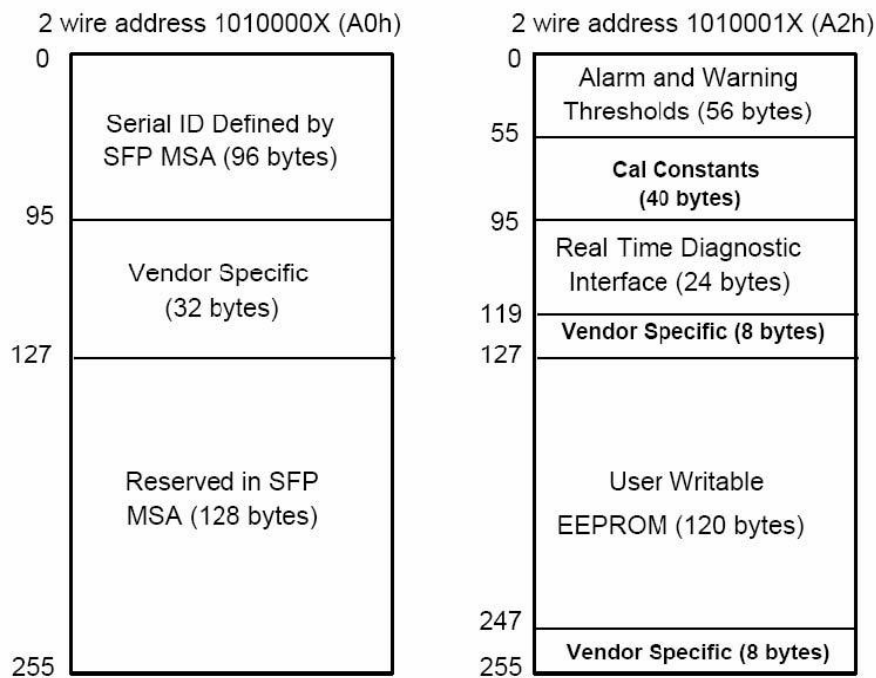 2 wire address 1010000X (A0h)
0
Serial ID Defined by
SFP MSA (96 bytes)
95
Vendor Specific
(32 bytes)
127
Reserved in SFP
MSA (128 bytes)
255
2 wire address 1010001X (A2h)
0
Alarm and Warning
Thresholds (56 bytes)
55
Cal Constants
(40 bytes)
95
Real Time Diagnostic
Interface (24 bytes)
119
Vendor Specific (8 bytes)
127
User Writable
EEPROM (120 bytes)
247
Vendor Specific (8 bytes)
255